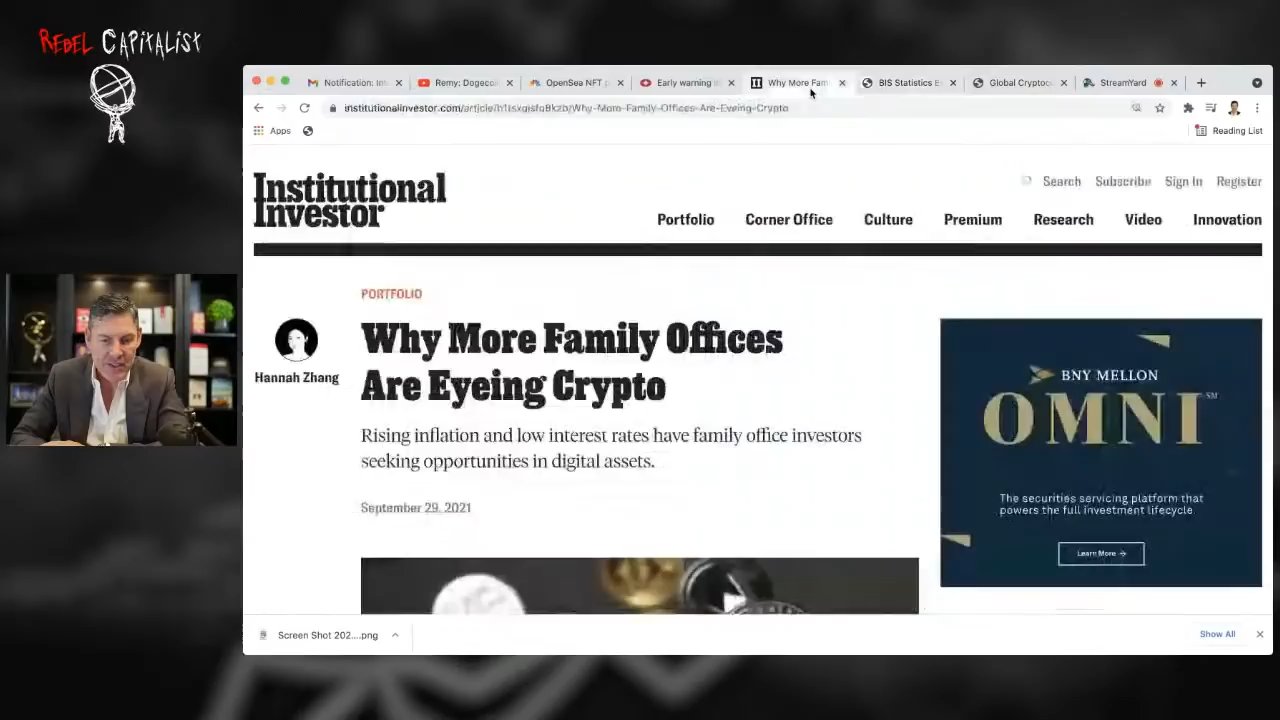 REBEL CAPITALIST
Notification: In
Remy: Dogeco
OpenSea NFT p
Early warning i
Why More Fam
BIS Statistics E
Global Cryptoc
StreamYard
Apps
Reading List
Institutional
Investor
Search Subscribe Sign In Register
Portfolio Corner Office Culture Premium Research Video Innovation
PORTFOLIO
Why More Family Offices
Are Eyeing Crypto
Hannah Zhang
Rising inflation and low interest rates have family office investors
seeking opportunities in digital assets.
September 29, 2021
BNY MELLON
OMNI SM
The securities servicing platform that
powers the full investment lifecycle
Learn More →
Screen Shot 202....png
Show All